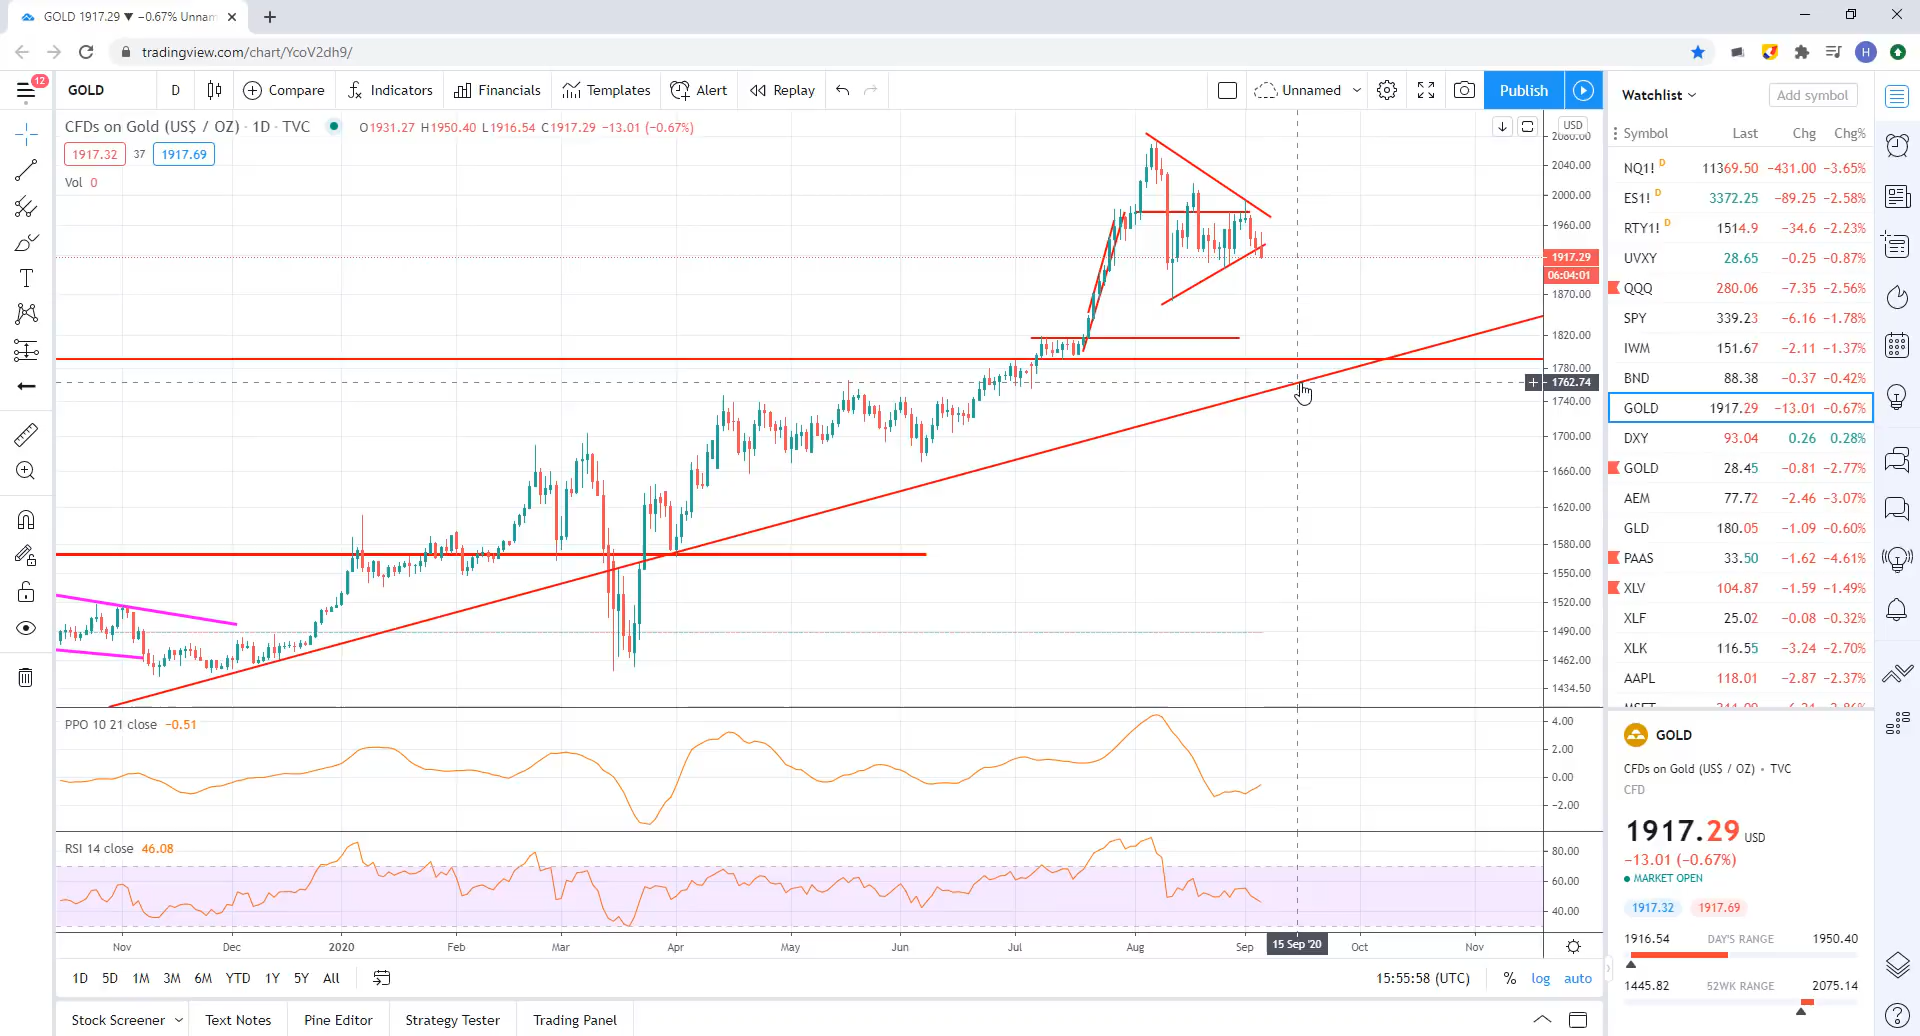 GOLD 1917.29 ▼ −0.67% Unnam
tradingview.com/chart/YcoV2dh9/
H
12
GOLD D Compare Indicators Financials Templates Alert Replay Unnamed Publish
CFDs on Gold (US$ / OZ) · 1D · TVC O1931.27 H1950.40 L1916.54 C1917.29 −13.01 (−0.67%)
1917.32 37 1917.69
Vol 0
USD
2080.00
2040.00
2000.00
1960.00
1917.29
06:04:01
1870.00
1820.00
1780.00
1762.74
1740.00
1700.00
1660.00
1620.00
1580.00
1550.00
1520.00
1490.00
1462.00
1434.50
PPO 10 21 close −0.51
4.00
2.00
0.00
−2.00
RSI 14 close 46.08
80.00
60.00
40.00
Nov Dec 2020 Feb Mar Apr May Jun Jul Aug Sep 15 Sep '20 Oct Nov
1D 5D 1M 3M 6M YTD 1Y 5Y All 15:55:58 (UTC) % log auto
Stock Screener Text Notes Pine Editor Strategy Tester Trading Panel
Watchlist Add symbol
Symbol Last Chg Chg%
NQ1! D 11369.50 −431.00 −3.65%
ES1! D 3372.25 −89.25 −2.58%
RTY1! D 1514.9 −34.6 −2.23%
UVXY 28.65 −0.25 −0.87%
QQQ 280.06 −7.35 −2.56%
SPY 339.23 −6.16 −1.78%
IWM 151.67 −2.11 −1.37%
BND 88.38 −0.37 −0.42%
GOLD 1917.29 −13.01 −0.67%
DXY 93.04 0.26 0.28%
GOLD 28.45 −0.81 −2.77%
AEM 77.72 −2.46 −3.07%
GLD 180.05 −1.09 −0.60%
PAAS 33.50 −1.62 −4.61%
XLV 104.87 −1.59 −1.49%
XLF 25.02 −0.08 −0.32%
XLK 116.55 −3.24 −2.70%
AAPL 118.01 −2.87 −2.37%
GOLD
CFDs on Gold (US$ / OZ) • TVC
CFD
1917.29 USD
−13.01 (−0.67%)
MARKET OPEN
1917.32 1917.69
1916.54 DAY'S RANGE 1950.40
1445.82 52WK RANGE 2075.14